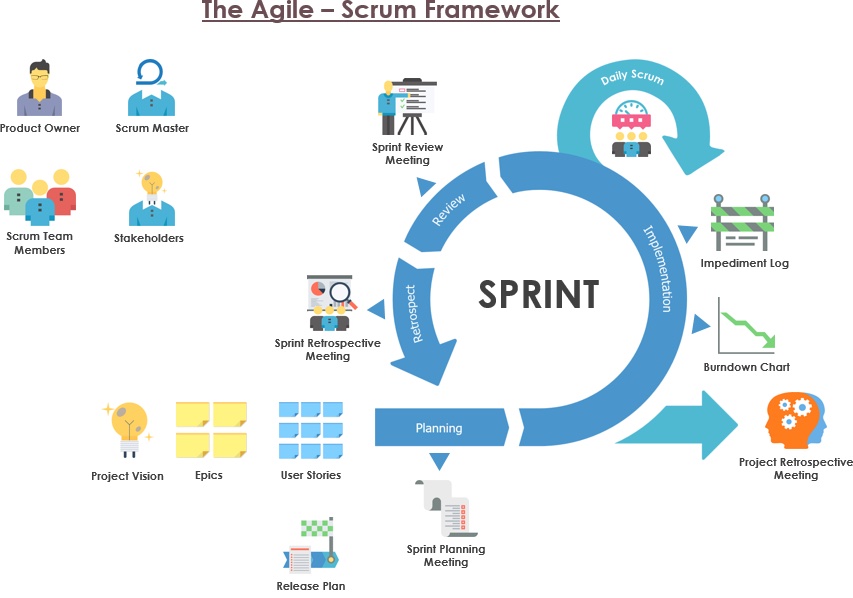 The Agile – Scrum Framework
Product Owner
Scrum Master
Scrum Team
Members
Stakeholders
Sprint Review
Meeting
Daily Scrum
Review
Implementation
Impediment Log
SPRINT
Retrospect
Sprint Retrospective
Meeting
Burndown Chart
Planning
Project Vision
Epics
User Stories
Project Retrospective
Meeting
Sprint Planning
Meeting
Release Plan